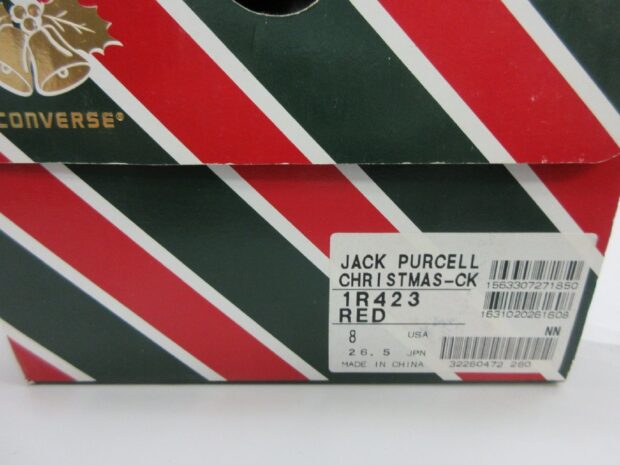 CONVERSE®
JACK PURCELL
CHRISTMAS-CK
1563307271850
1R423
1631020261608
RED
8 USA NN
26.5 JPN
MADE IN CHINA 32260472 280